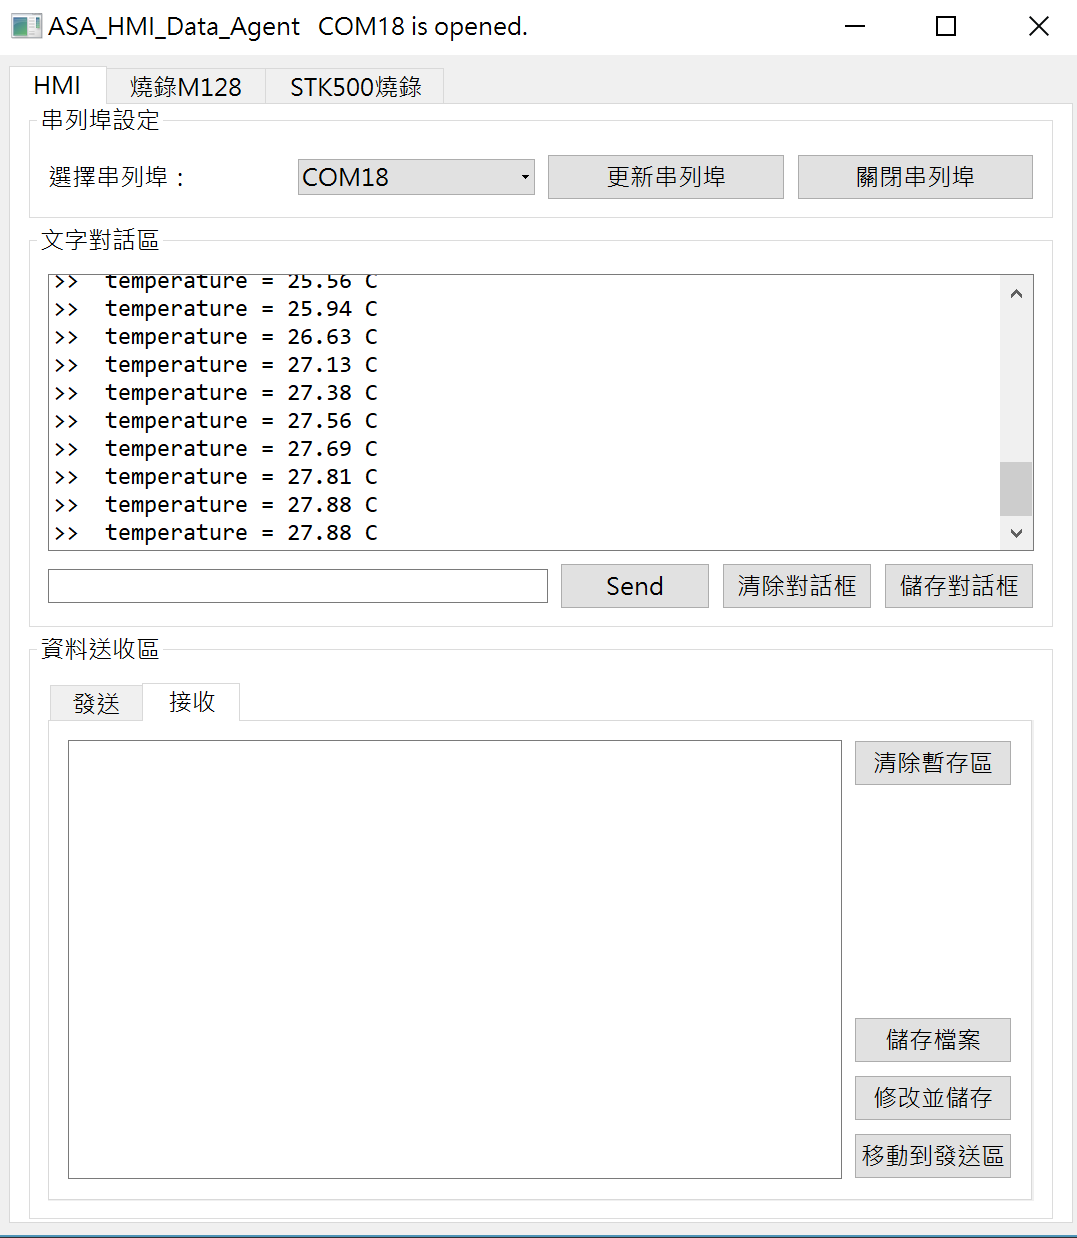 ASA_HMI_Data_Agent   COM18 is opened.
HMI 燒錄M128 STK500燒錄
串列埠設定
選擇串列埠： COM18 更新串列埠 關閉串列埠
文字對話區
>>  temperature = 25.56 C
>>  temperature = 25.94 C
>>  temperature = 26.63 C
>>  temperature = 27.13 C
>>  temperature = 27.38 C
>>  temperature = 27.56 C
>>  temperature = 27.69 C
>>  temperature = 27.81 C
>>  temperature = 27.88 C
>>  temperature = 27.88 C
Send 清除對話框 儲存對話框
資料送收區
發送 接收
清除暫存區
儲存檔案
修改並儲存
移動到發送區